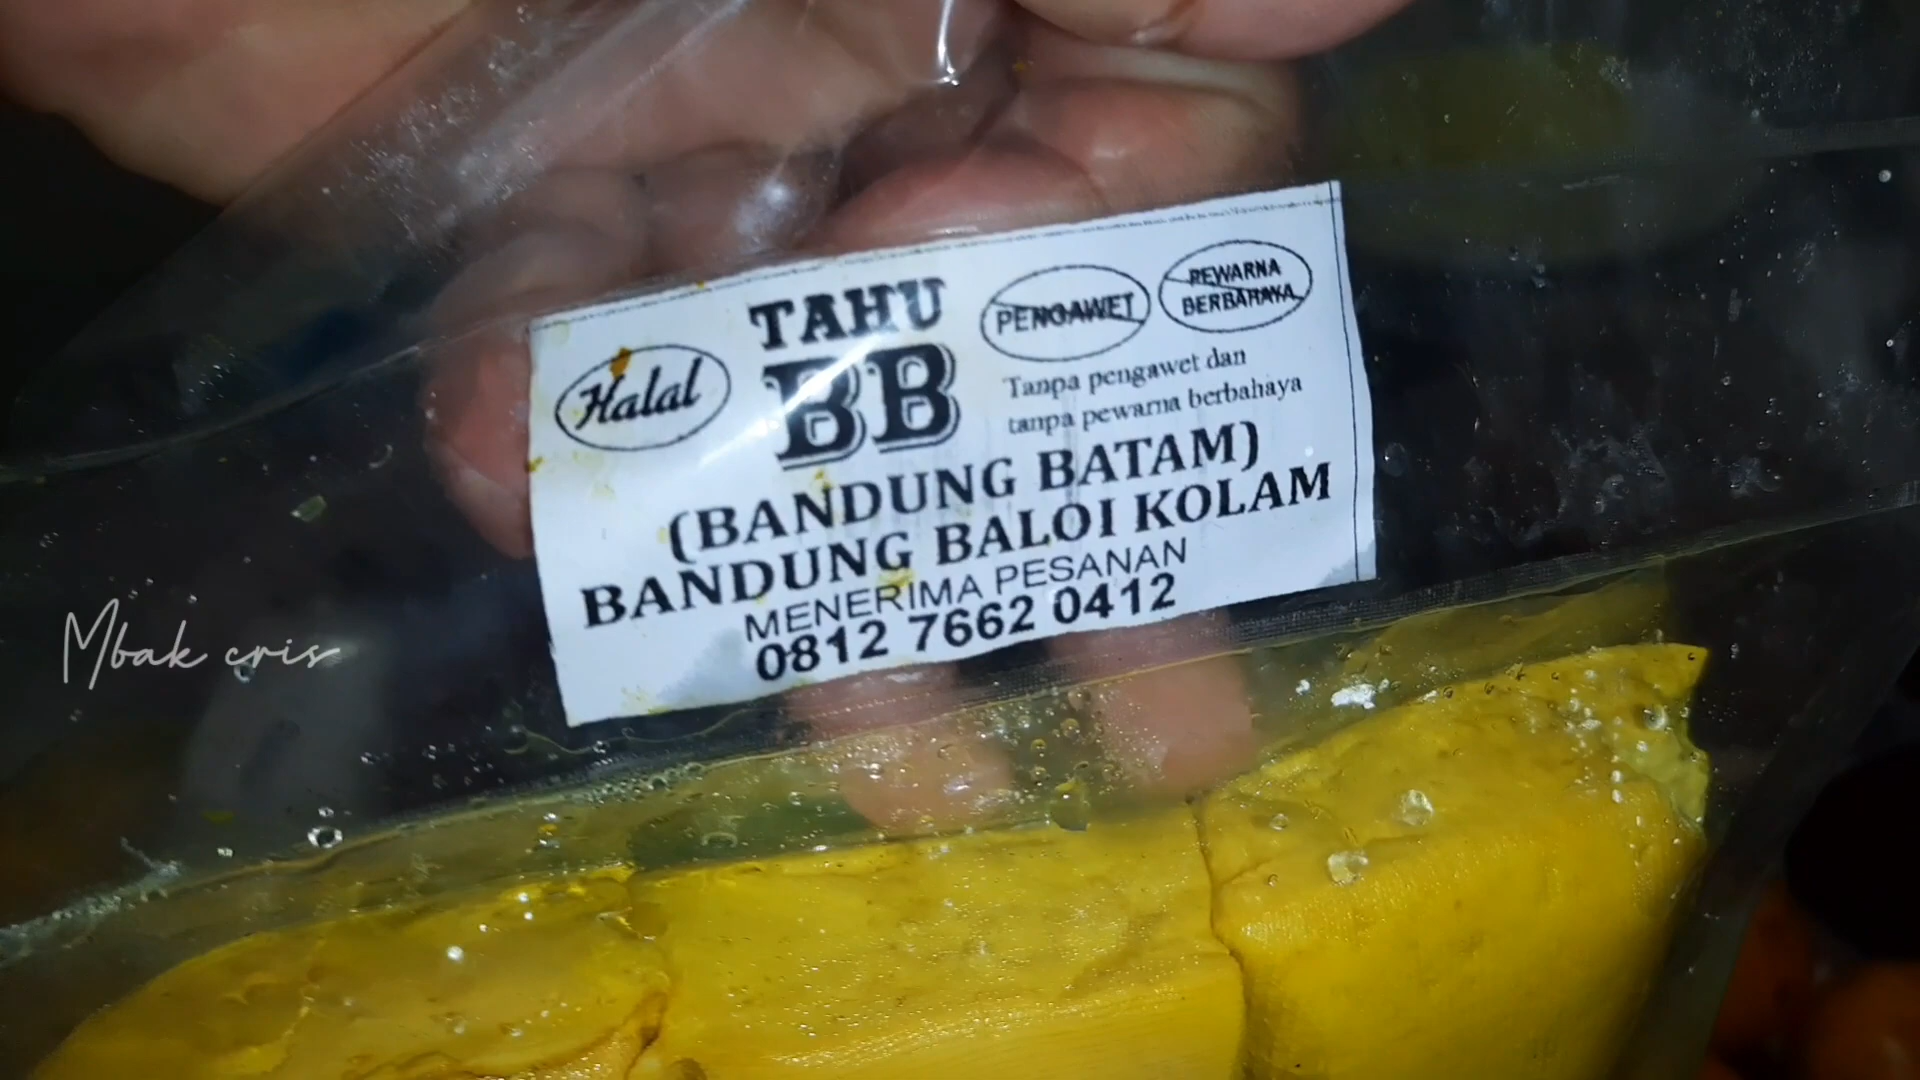 Halal
TAHU
BB
PENGAWET
PEWARNA
BERBAHAYA
Tanpa pengawet dan
tanpa pewarna berbahaya
(BANDUNG BATAM)
BANDUNG BALOI KOLAM
MENERIMA PESANAN
0812 7662 0412
Mbak cris